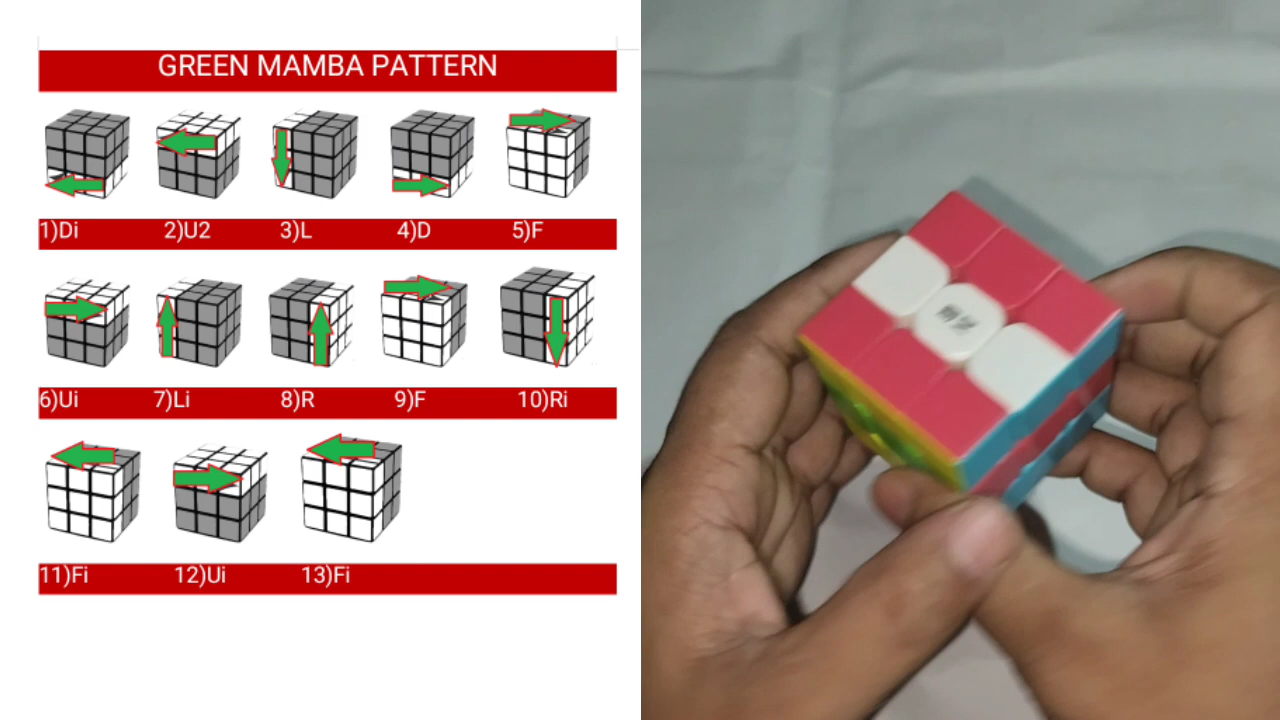 GREEN MAMBA PATTERN
1)Di 2)U2 3)L 4)D 5)F
6)Ui 7)Li 8)R 9)F 10)Ri
11)Fi 12)Ui 13)Fi